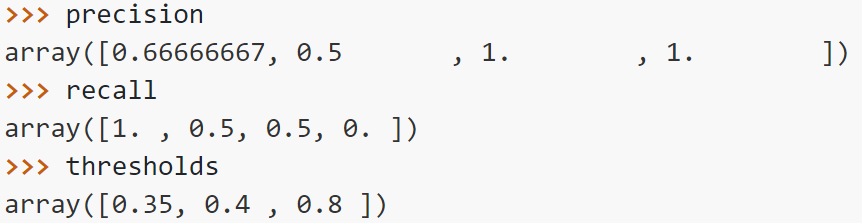 >>> precision
array([0.66666667, 0.5       , 1.        , 1.        ])
>>> recall
array([1. , 0.5, 0.5, 0. ])
>>> thresholds
array([0.35, 0.4 , 0.8 ])